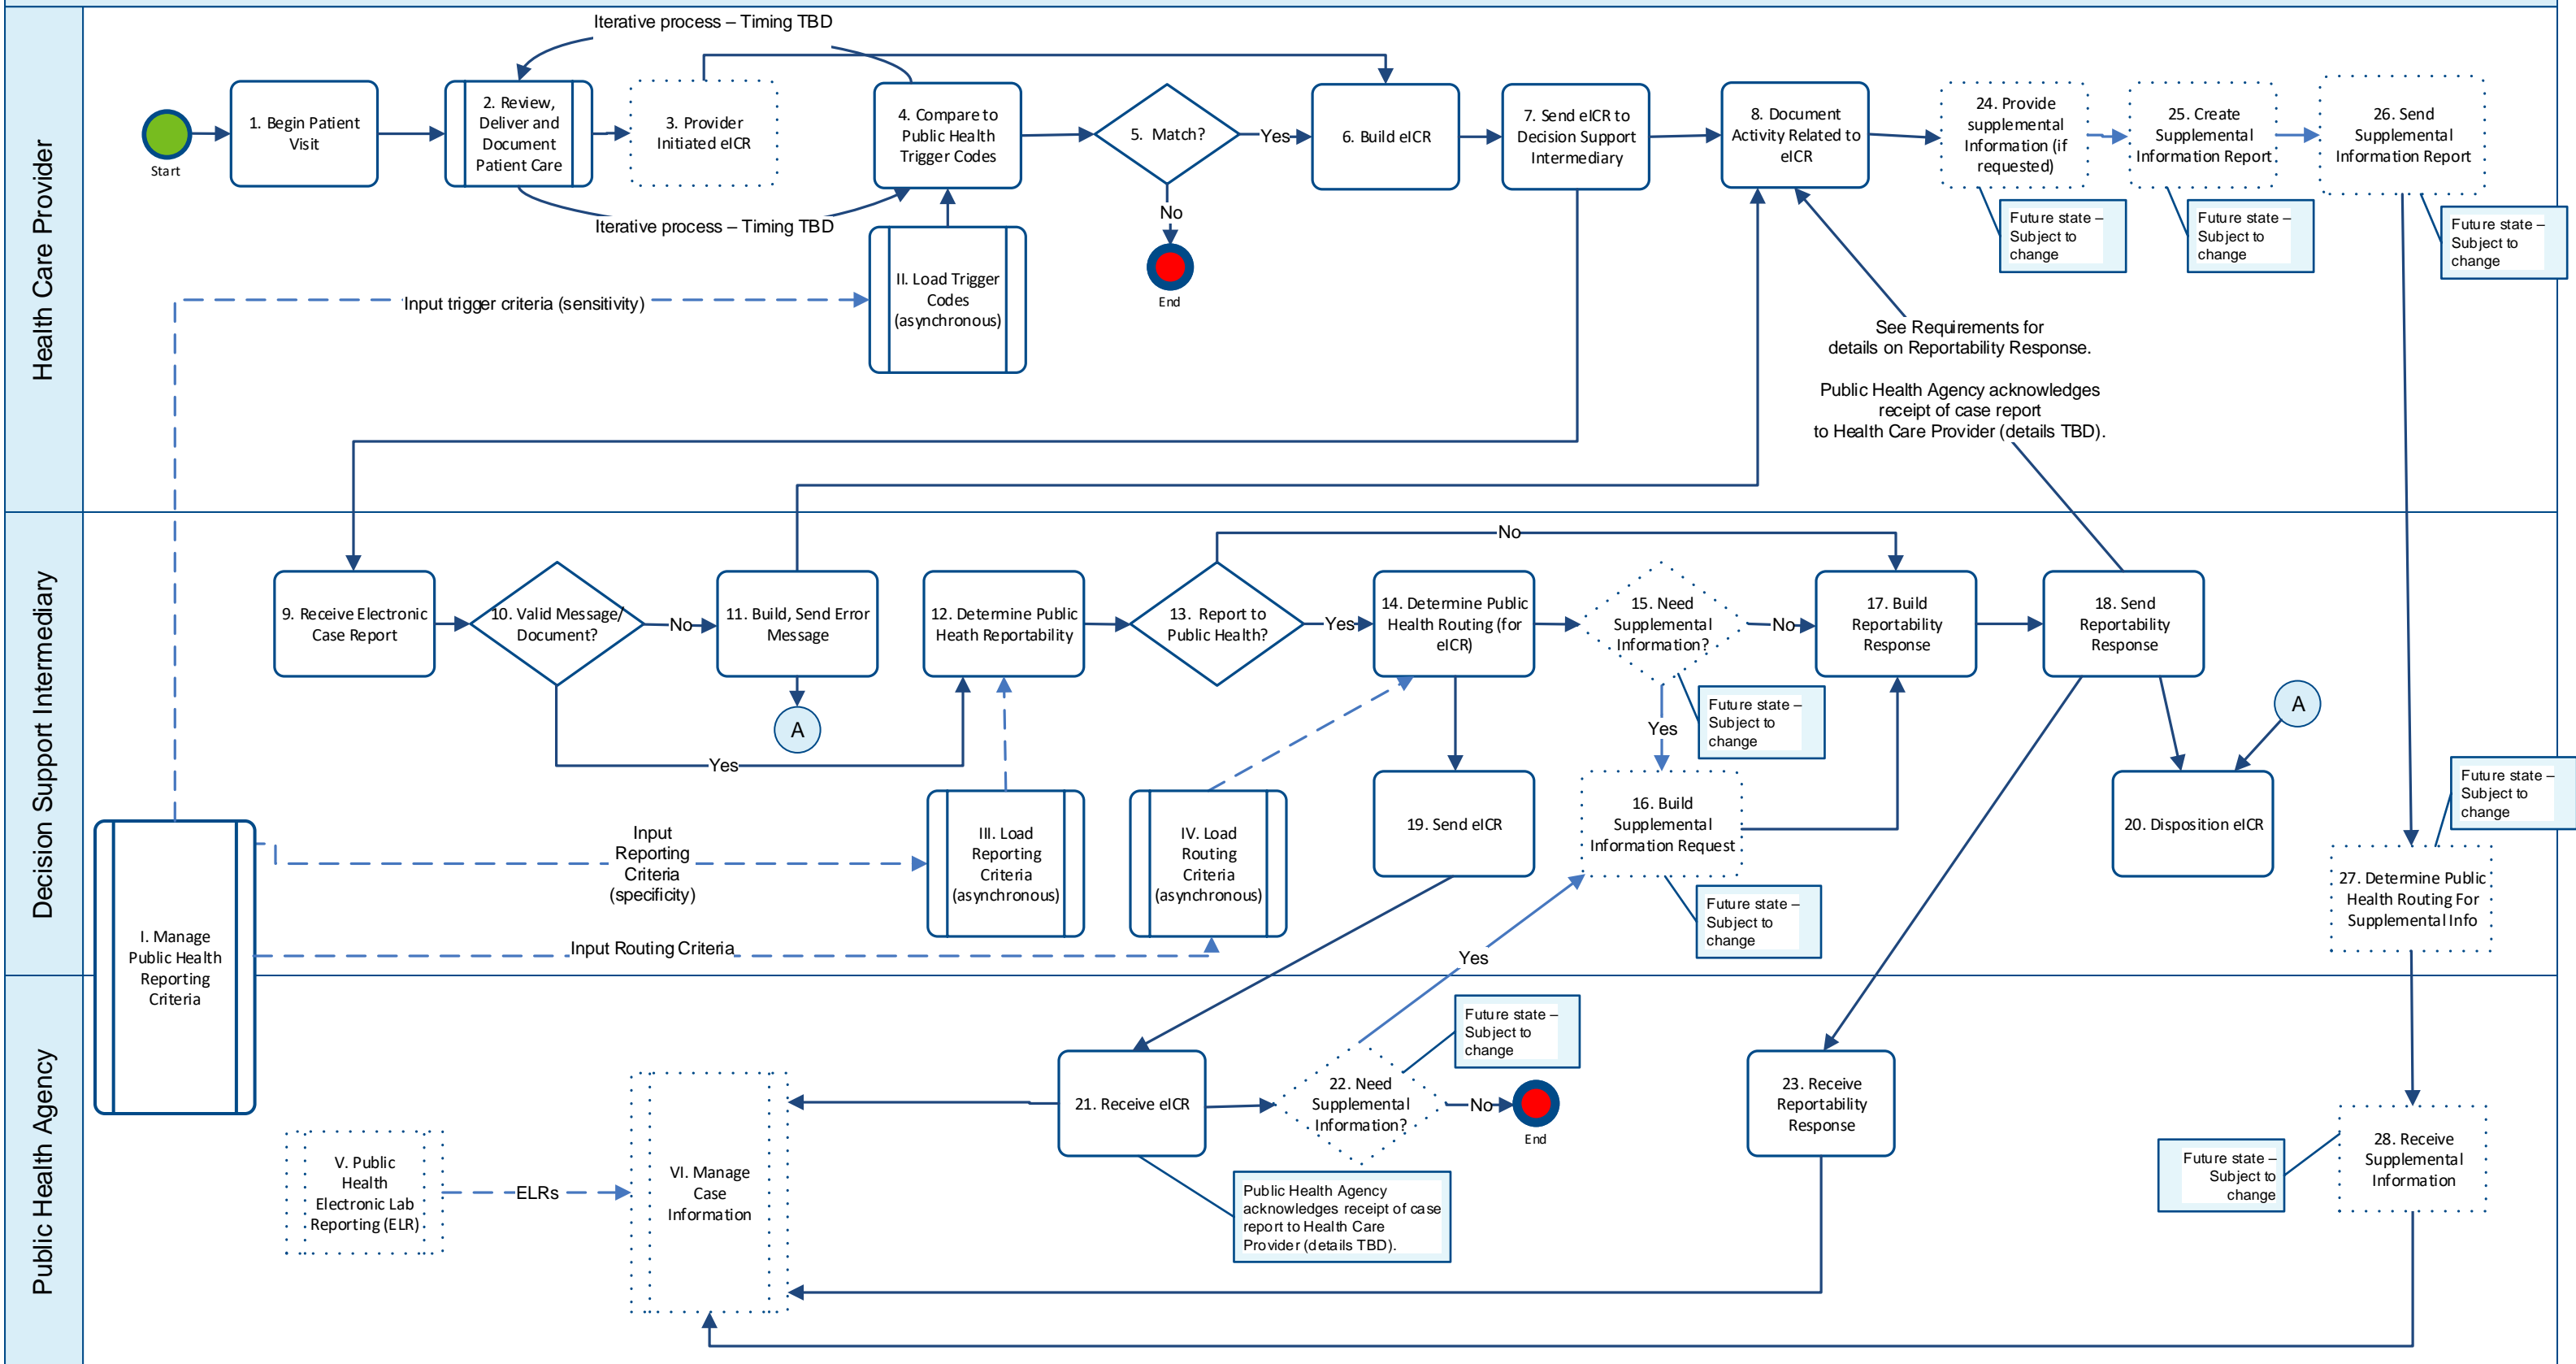 Health Care Provider
Iterative process – Timing TBD
Start
1. Begin Patient
Visit
2. Review,
Deliver and
Document
Patient Care
3. Provider
Initiated eICR
4. Compare to
Public Health
Trigger Codes
5. Match?
Yes
6. Build eICR
7. Send eICR to
Decision Support
Intermediary
8. Document
Activity Related to
eICR
24. Provide
supplemental
Information (if
requested)
25. Create
Supplemental
Information Report
26. Send
Supplemental
Information Report
Iterative process – Timing TBD
No
End
Future state –
Subject to
change
Future state –
Subject to
change
Future state –
Subject to
change
II. Load Trigger
Codes
(asynchronous)
Input trigger criteria (sensitivity)
See Requirements for
details on Reportability Response.
Public Health Agency acknowledges
receipt of case report
to Health Care Provider (details TBD).
Decision Support Intermediary
No
9. Receive Electronic
Case Report
10. Valid Message/
Document?
No
11. Build, Send Error
Message
12. Determine Public
Heath Reportability
13. Report to
Public Health?
Yes
14. Determine Public
Health Routing (for
eICR)
15. Need
Supplemental
Information?
No
17. Build
Reportability
Response
18. Send
Reportability
Response
Future state –
Subject to
change
A
A
Yes
Yes
III. Load
Reporting
Criteria
(asynchronous)
IV. Load
Routing
Criteria
(asynchronous)
19. Send eICR
16. Build
Supplemental
Information Request
20. Disposition eICR
Future state –
Subject to
change
27. Determine Public
Health Routing For
Supplemental Info
Future state –
Subject to
change
Input
Reporting
Criteria
(specificity)
Input Routing Criteria
I. Manage
Public Health
Reporting
Criteria
Yes
Public Health Agency
Future state –
Subject to
change
21. Receive eICR
22. Need
Supplemental
Information?
No
End
23. Receive
Reportability
Response
28. Receive
Supplemental
Information
Future state –
Subject to
change
V. Public
Health
Electronic Lab
Reporting (ELR)
ELRs
VI. Manage
Case
Information
Public Health Agency
acknowledges receipt of case
report to Health Care
Provider (details TBD).